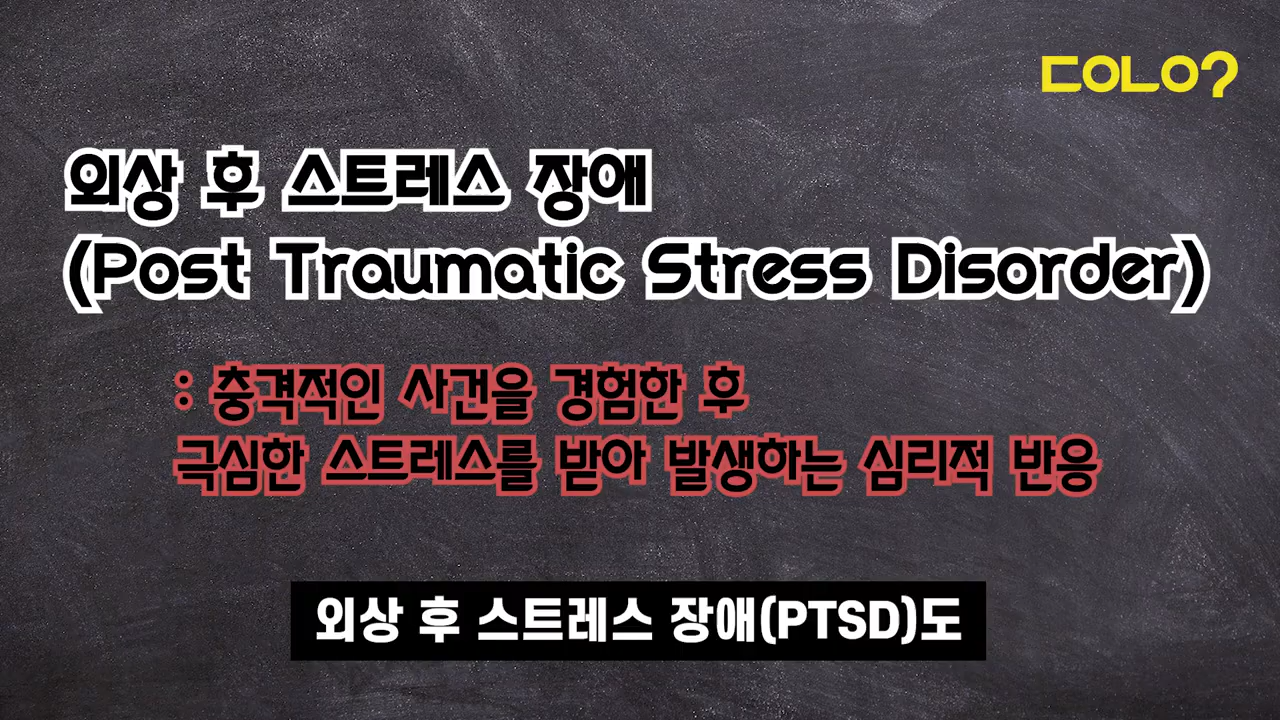 ㄷㅇㄴㅇ?
외상 후 스트레스 장애
(Post Traumatic Stress Disorder)
: 충격적인 사건을 경험한 후
극심한 스트레스를 받아 발생하는 심리적 반응
외상 후 스트레스 장애(PTSD)도